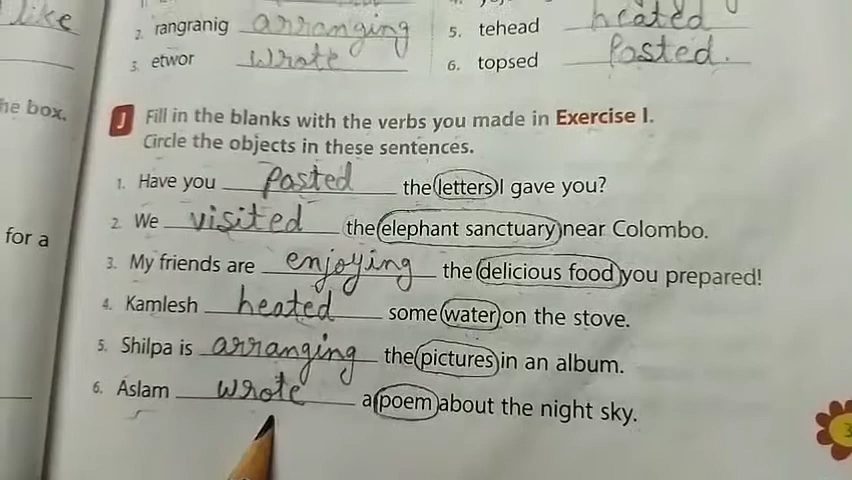 like
2. rangranig arranging
5. tehead heated
3. etwor wrote
6. topsed Posted.
he box.
J Fill in the blanks with the verbs you made in Exercise I.
Circle the objects in these sentences.
1. Have you Posted the letters I gave you?
2. We visited the elephant sanctuary near Colombo.
for a
3. My friends are enjoying the delicious food you prepared!
4. Kamlesh heated some water on the stove.
5. Shilpa is arranging the pictures in an album.
6. Aslam wrote a poem about the night sky.
3